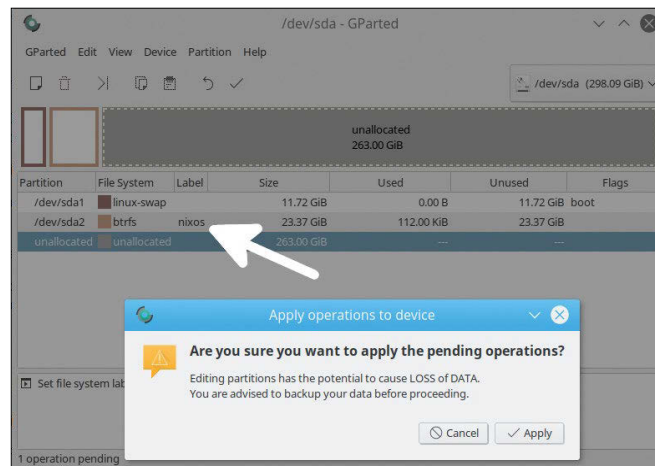 /dev/sda - GParted
GParted Edit View Device Partition Help
/dev/sda (298.09 GiB)
unallocated
263.00 GiB
Partition File System Label Size Used Unused Flags
/dev/sda1 linux-swap 11.72 GiB 0.00 B 11.72 GiB boot
/dev/sda2 btrfs nixos 23.37 GiB 112.00 KiB 23.37 GiB
unallocated unallocated 263.00 GiB --- ---
Apply operations to device
Are you sure you want to apply the pending operations?
Editing partitions has the potential to cause LOSS of DATA.
You are advised to backup your data before proceeding.
Set file system lab
Cancel Apply
1 operation pending